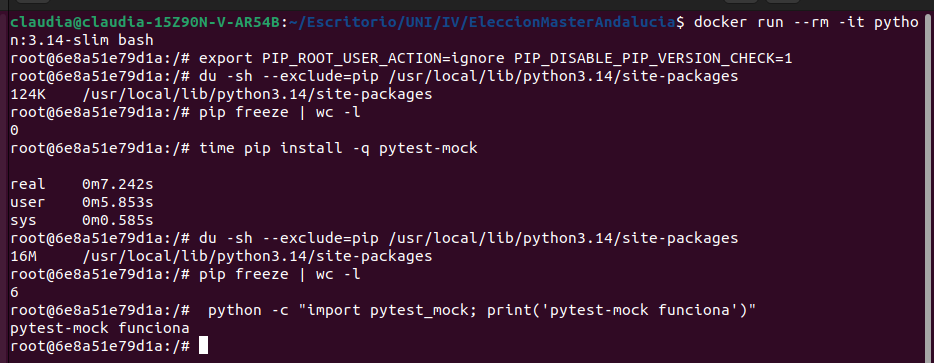 claudia@claudia-15Z90N-V-AR54B:~/Escritorio/UNI/IV/EleccionMasterAndalucia$ docker run --rm -it pytho
n:3.14-slim bash
root@6e8a51e79d1a:/# export PIP_ROOT_USER_ACTION=ignore PIP_DISABLE_PIP_VERSION_CHECK=1
root@6e8a51e79d1a:/# du -sh --exclude=pip /usr/local/lib/python3.14/site-packages
124K    /usr/local/lib/python3.14/site-packages
root@6e8a51e79d1a:/# pip freeze | wc -l
0
root@6e8a51e79d1a:/# time pip install -q pytest-mock

real    0m7.242s
user    0m5.853s
sys     0m0.585s
root@6e8a51e79d1a:/# du -sh --exclude=pip /usr/local/lib/python3.14/site-packages
16M     /usr/local/lib/python3.14/site-packages
root@6e8a51e79d1a:/# pip freeze | wc -l
6
root@6e8a51e79d1a:/#  python -c "import pytest_mock; print('pytest-mock funciona')"
pytest-mock funciona
root@6e8a51e79d1a:/#